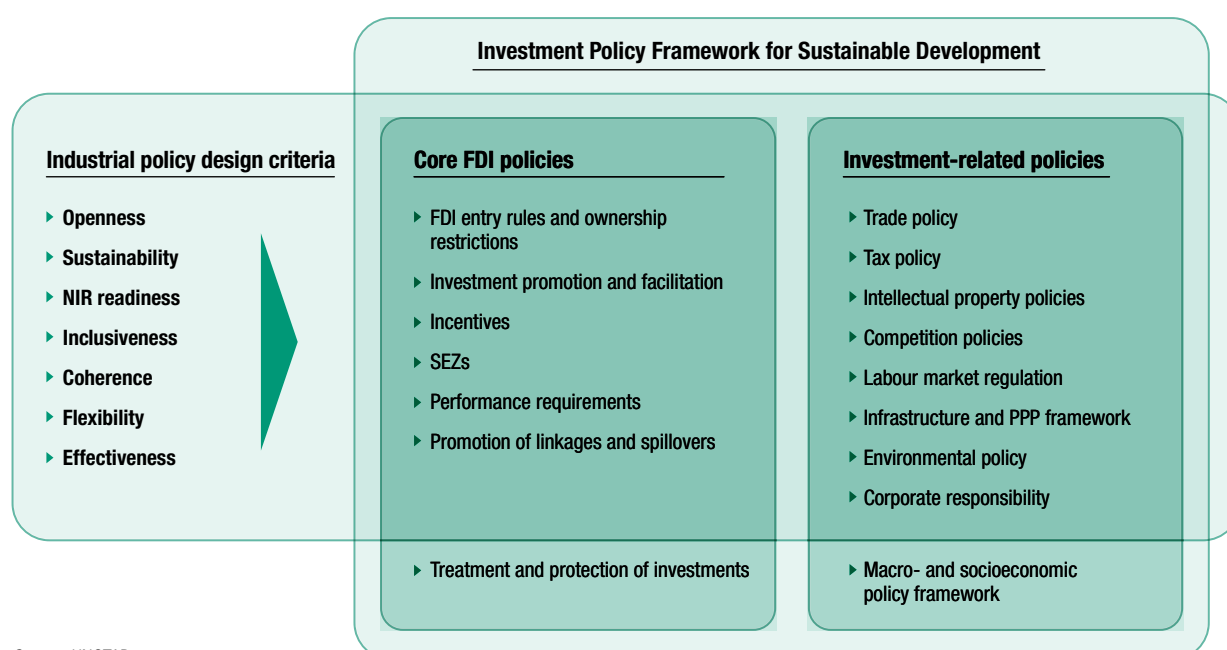 Investment Policy Framework for Sustainable Development
Industrial policy design criteria
Openness
Sustainability
NIR readiness
Inclusiveness
Coherence
Flexibility
Effectiveness
Core FDI policies
FDI entry rules and ownership
restrictions
Investment promotion and facilitation
Incentives
SEZs
Performance requirements
Promotion of linkages and spillovers
Treatment and protection of investments
Investment-related policies
Trade policy
Tax policy
Intellectual property policies
Competition policies
Labour market regulation
Infrastructure and PPP framework
Environmental policy
Corporate responsibility
Macro- and socioeconomic
policy framework